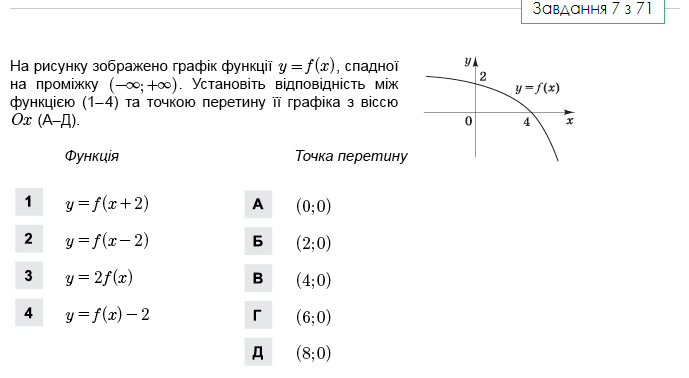 Завдання 7 з 71
На рисунку зображено графік функції y = f(x), спадної
на проміжку (−∞; +∞). Установіть відповідність між
функцією (1–4) та точкою перетину її графіка з віссю
Ox (А–Д).
y
2
y = f(x)
0
4
x
Функція
Точка перетину
1 y = f(x + 2)
А (0; 0)
2 y = f(x − 2)
Б (2; 0)
3 y = 2f(x)
В (4; 0)
4 y = f(x) − 2
Г (6; 0)
Д (8; 0)